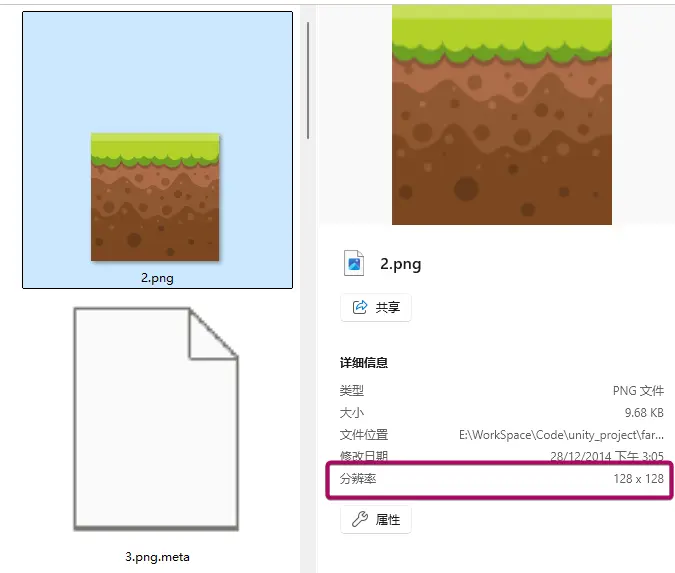 2.png
3.png.meta
2.png
共享
详细信息
类型 PNG 文件
大小 9.68 KB
文件位置 E:\WorkSpace\Code\unity_project\far...
修改日期 28/12/2014 下午 3:05
分辨率 128 x 128
属性